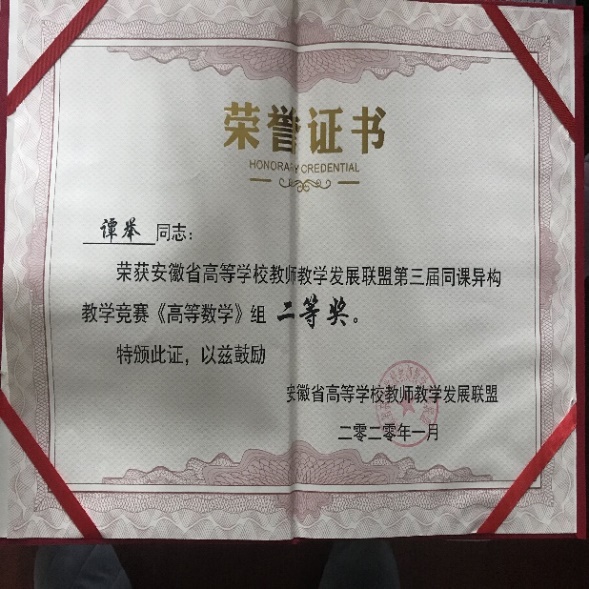 荣誉证书
HONORARY CREDENTIAL
谭举 同志：
荣获安徽省高等学校教师教学发展联盟第三届同课异构
教学竞赛《高等数学》组 二等奖。
特颁此证，以兹鼓励
安徽省高等学校教师教学发展联盟
二零二零年一月